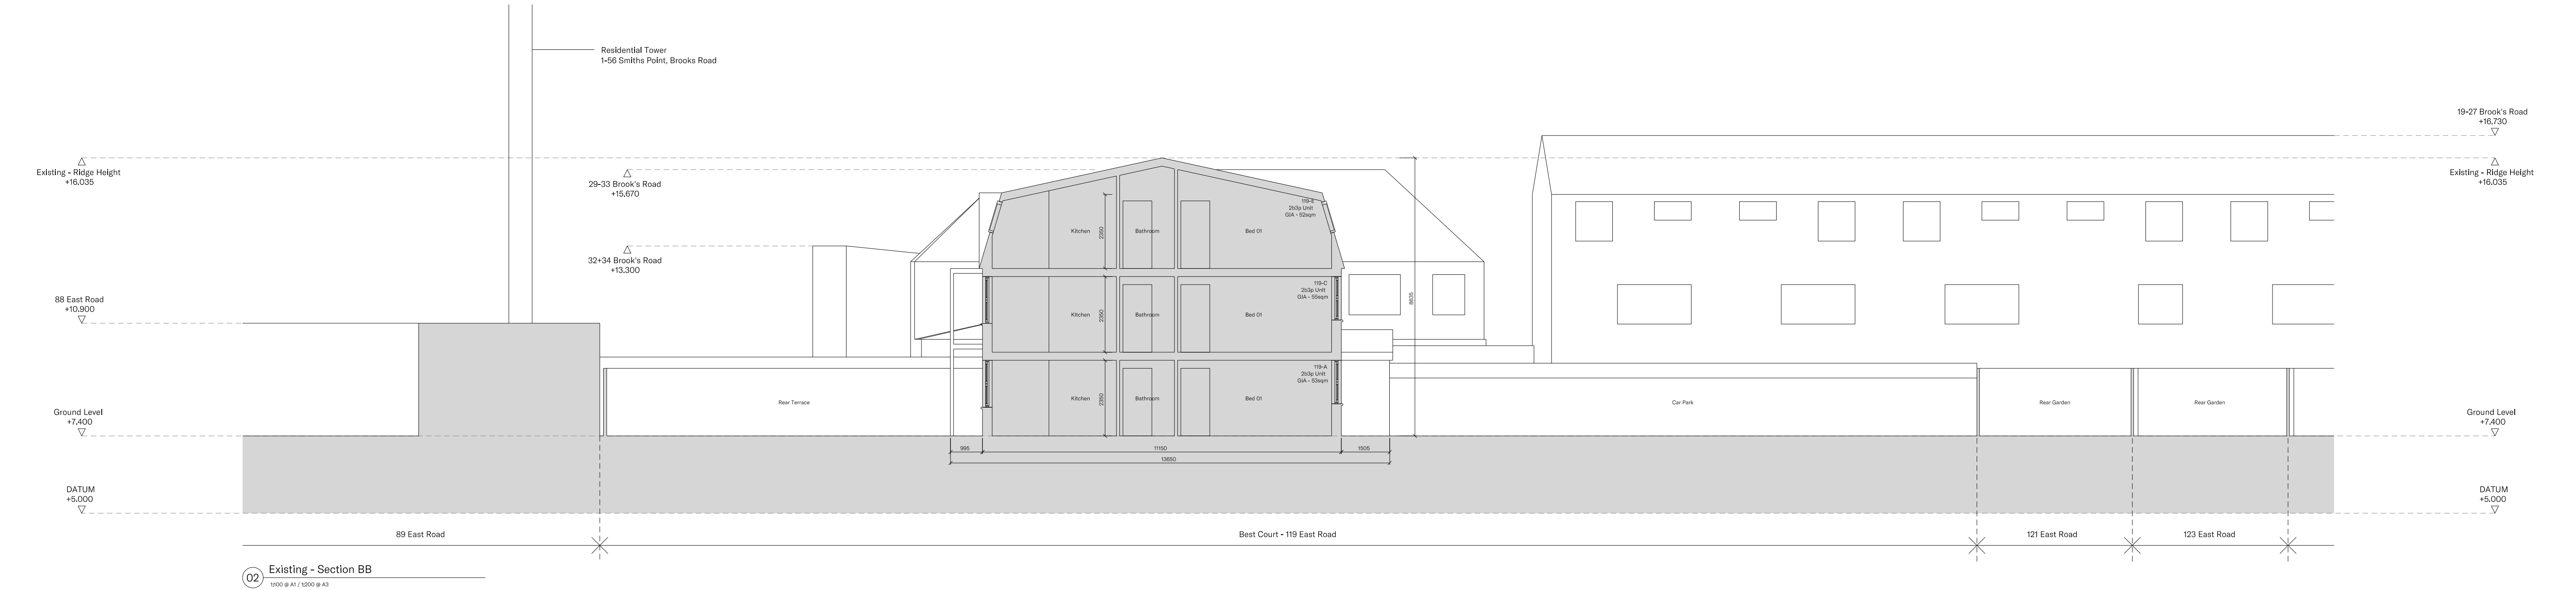 Residential Tower
1-56 Smiths Point, Brooks Road
19-27 Brook's Road
+16.730
Existing - Ridge Height
+16.035
29-33 Brook's Road
+15.670
Existing - Ridge Height
+16.035
119-E
2b3p Unit
GIA - 52sqm
Kitchen
2350
Bathroom
Bed 01
32+34 Brook's Road
+13.300
88 East Road
+10.900
119-C
2b3p Unit
GIA - 55sqm
8635
Kitchen
2350
Bathroom
Bed 01
119-A
2b3p Unit
GIA - 53sqm
Kitchen
2350
Bathroom
Bed 01
Rear Terrace
Car Park
Rear Garden
Rear Garden
Ground Level
+7.400
Ground Level
+7.400
995
11150
1505
13650
DATUM
+5.000
DATUM
+5.000
89 East Road
Best Court - 119 East Road
121 East Road
123 East Road
02
Existing - Section BB
1:100 @ A1 / 1:200 @ A3